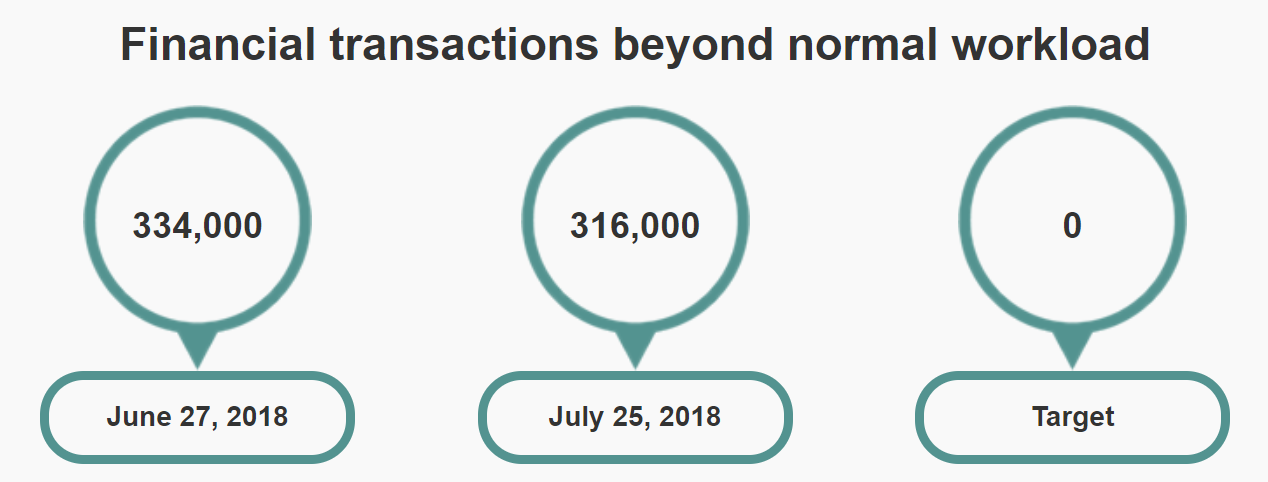 Financial transactions beyond normal workload
334,000
316,000
0
June 27, 2018
July 25, 2018
Target